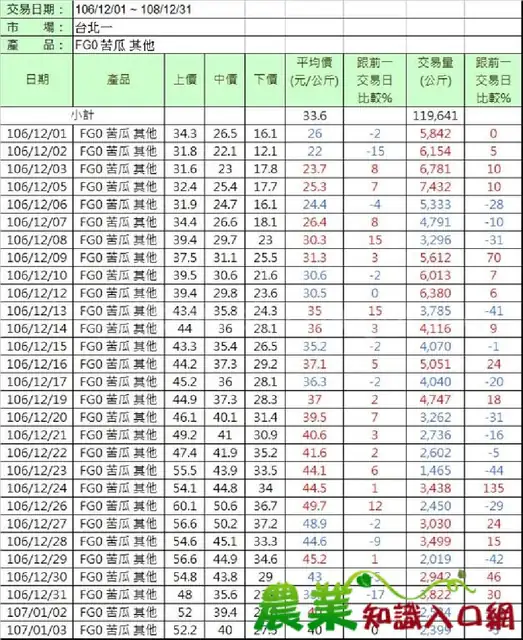 交易日期： 106/12/01 ~ 108/12/31
市 場： 台北一
產 品： FG0 苦瓜 其他
日期 產品 上價 中價 下價 平均價 (元/公斤) 跟前一交易日比較% 交易量 (公斤) 跟前一交易日比較%
小計 33.6 119,641
106/12/01 FG0 苦瓜 其他 34.3 26.5 16.1 26 -2 5,842 0
106/12/02 FG0 苦瓜 其他 31.8 22.1 12.1 22 -15 6,154 5
106/12/03 FG0 苦瓜 其他 31.6 23 17.8 23.7 8 6,781 10
106/12/05 FG0 苦瓜 其他 32.4 25.4 17.7 25.3 7 7,432 10
106/12/06 FG0 苦瓜 其他 31.9 24.7 16.1 24.4 -4 5,333 -28
106/12/07 FG0 苦瓜 其他 34.4 26.6 18.1 26.4 8 4,791 -10
106/12/08 FG0 苦瓜 其他 39.4 29.7 23 30.3 15 3,296 -31
106/12/09 FG0 苦瓜 其他 37.5 31.1 25.5 31.3 3 5,612 70
106/12/10 FG0 苦瓜 其他 39.5 30.6 21.6 30.6 -2 6,013 7
106/12/12 FG0 苦瓜 其他 39.4 29.8 23.6 30.5 0 6,380 6
106/12/13 FG0 苦瓜 其他 43.4 35.8 24.3 35 15 3,785 -41
106/12/14 FG0 苦瓜 其他 44 36 28.1 36 3 4,116 9
106/12/15 FG0 苦瓜 其他 43.3 35.4 26.5 35.2 -2 4,070 -1
106/12/16 FG0 苦瓜 其他 44.2 37.3 29.2 37.1 5 5,051 24
106/12/17 FG0 苦瓜 其他 45.2 36 28.1 36.3 -2 4,040 -20
106/12/19 FG0 苦瓜 其他 44.9 37.3 28.3 37 2 4,747 18
106/12/20 FG0 苦瓜 其他 46.1 40.1 31.4 39.5 7 3,262 -31
106/12/21 FG0 苦瓜 其他 49.2 41 30.9 40.6 3 2,736 -16
106/12/22 FG0 苦瓜 其他 47.4 41.9 35.2 41.6 2 2,602 -5
106/12/23 FG0 苦瓜 其他 55.5 43.9 33.5 44.1 6 1,465 -44
106/12/24 FG0 苦瓜 其他 54.1 44.8 34 44.5 1 3,438 135
106/12/26 FG0 苦瓜 其他 60.1 50.6 36.7 49.7 12 2,450 -29
106/12/27 FG0 苦瓜 其他 56.6 50.2 37.2 48.9 -2 3,030 24
106/12/28 FG0 苦瓜 其他 54.6 45.1 33.3 44.6 -9 3,499 15
106/12/29 FG0 苦瓜 其他 56.6 44.9 34.6 45.2 1 2,019 -42
106/12/30 FG0 苦瓜 其他 54.8 43.8 29 43 2,942 46
106/12/31 FG0 苦瓜 其他 48 35.6 -17 3,822 30
107/01/02 FG0 苦瓜 其他 52 39.4
107/01/03 FG0 苦瓜 其他 52.2 40 40
農業知識入口網